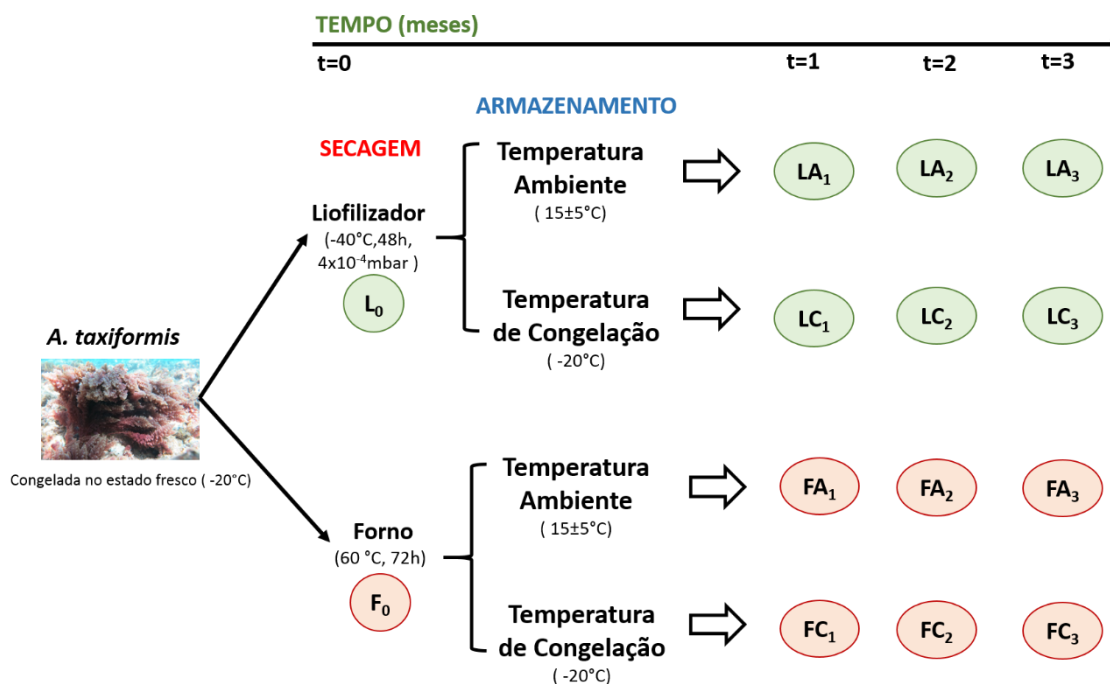 TEMPO (meses)
t=0 t=1 t=2 t=3
ARMAZENAMENTO
SECAGEM
Temperatura
Ambiente
( 15±5°C)
LA₁ LA₂ LA₃
Liofilizador
(-40°C,48h,
4x10⁻⁴mbar )
L₀
Temperatura
de Congelação
( -20°C)
LC₁ LC₂ LC₃
A. taxiformis
Congelada no estado fresco ( -20°C)
Temperatura
Ambiente
( 15±5°C)
FA₁ FA₂ FA₃
Forno
(60 °C, 72h)
F₀
Temperatura
de Congelação
( -20°C)
FC₁ FC₂ FC₃